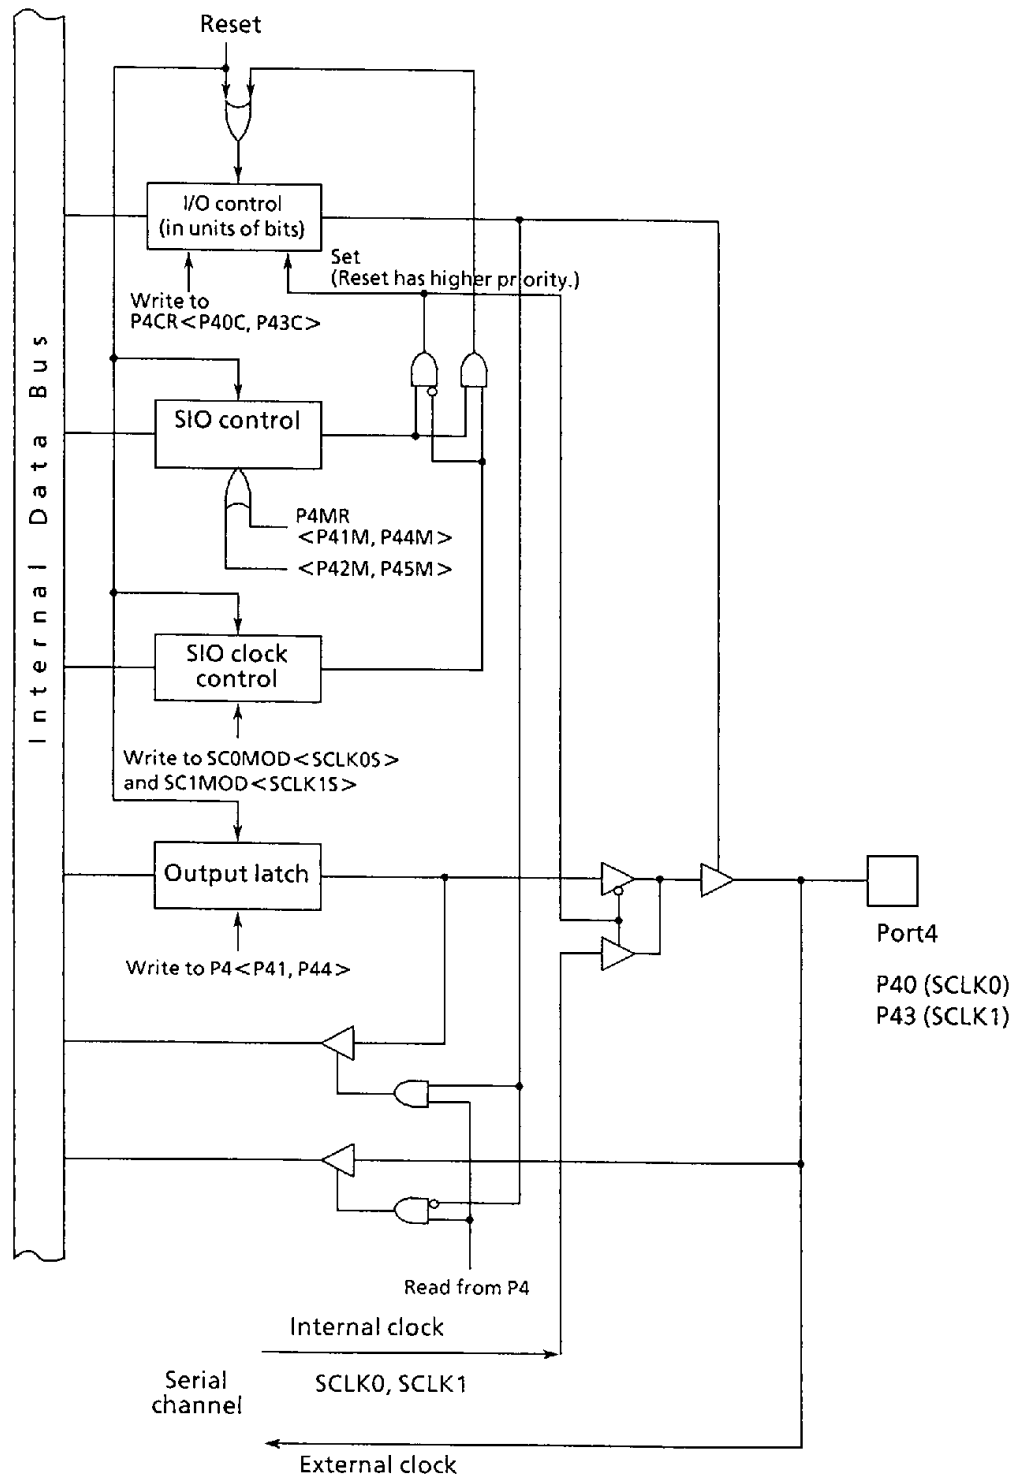 Reset
I/O control
(in units of bits)
Set
(Reset has higher priority.)
Write to
P4CR<P40C, P43C>
Internal Data Bus
SIO control
P4MR
<P41M, P44M>
<P42M, P45M>
SIO clock
control
Write to SC0MOD<SCLK0S>
and SC1MOD<SCLK1S>
Output latch
Write to P4<P41, P44>
Port4
P40 (SCLK0)
P43 (SCLK1)
Read from P4
Internal clock
SCLK0, SCLK1
Serial
channel
External clock